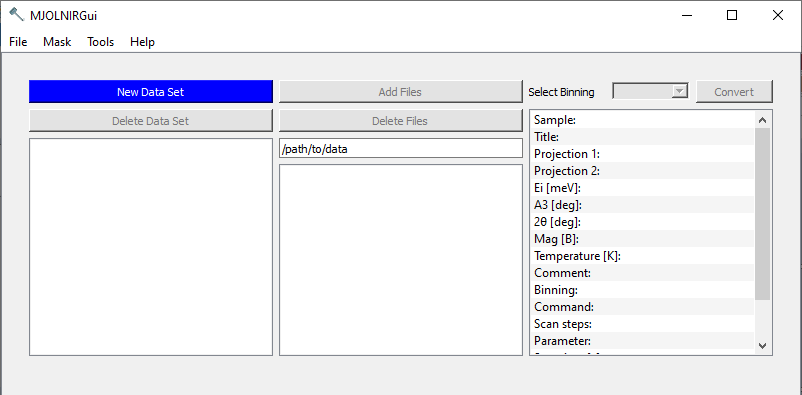 MJOLNIRGui
File Mask Tools Help
New Data Set Add Files Select Binning Convert
Delete Data Set Delete Files
/path/to/data
Sample:
Title:
Projection 1:
Projection 2:
Ei [meV]:
A3 [deg]:
2θ [deg]:
Mag [B]:
Temperature [K]:
Comment:
Binning:
Command:
Scan steps:
Parameter: